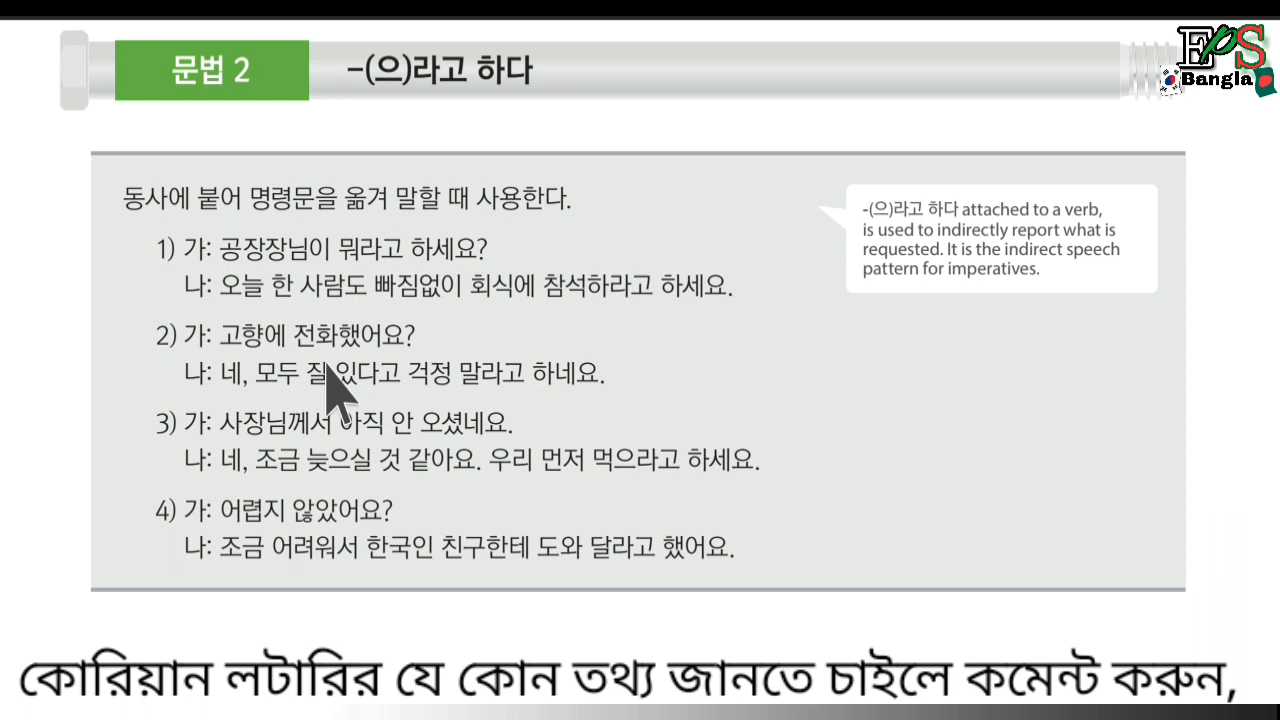 문법 2
-(으)라고 하다
EPS
Bangla
동사에 붙어 명령문을 옮겨 말할 때 사용한다.
-(으)라고 하다 attached to a verb,
is used to indirectly report what is
requested. It is the indirect speech
pattern for imperatives.
1) 가: 공장장님이 뭐라고 하세요?
나: 오늘 한 사람도 빠짐없이 회식에 참석하라고 하세요.
2) 가: 고향에 전화했어요?
나: 네, 모두 잘 있다고 걱정 말라고 하네요.
3) 가: 사장님께서 아직 안 오셨네요.
나: 네, 조금 늦으실 것 같아요. 우리 먼저 먹으라고 하세요.
4) 가: 어렵지 않았어요?
나: 조금 어려워서 한국인 친구한테 도와 달라고 했어요.
কোরিয়ান লটারির যে কোন তথ্য জানতে চাইলে কমেন্ট করুন,